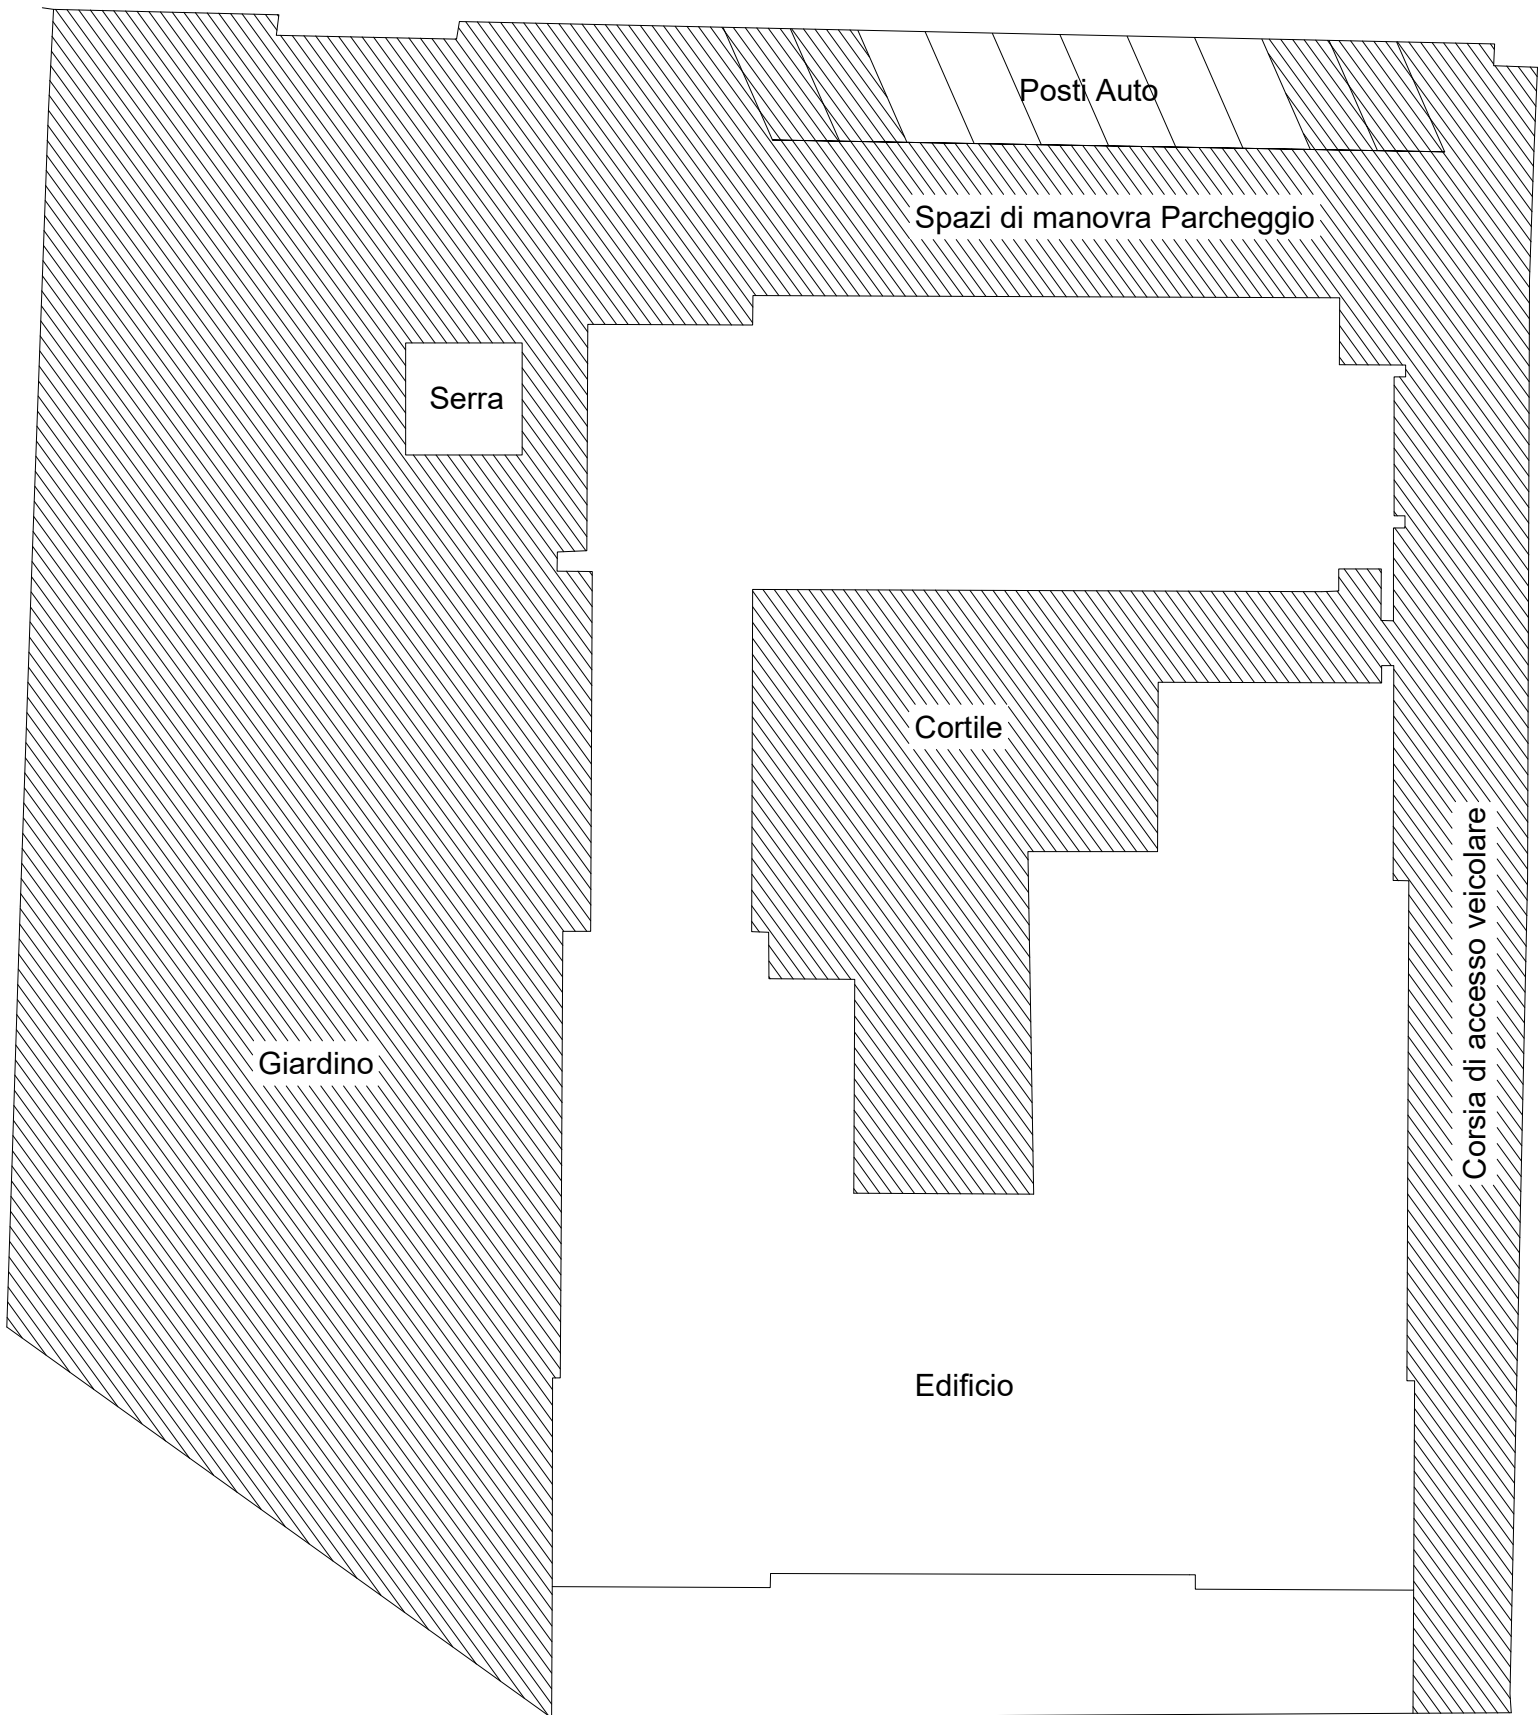 Posti Auto
Spazi di manovra Parcheggio
Serra
Cortile
Corsia di accesso veicolare
Giardino
Edificio